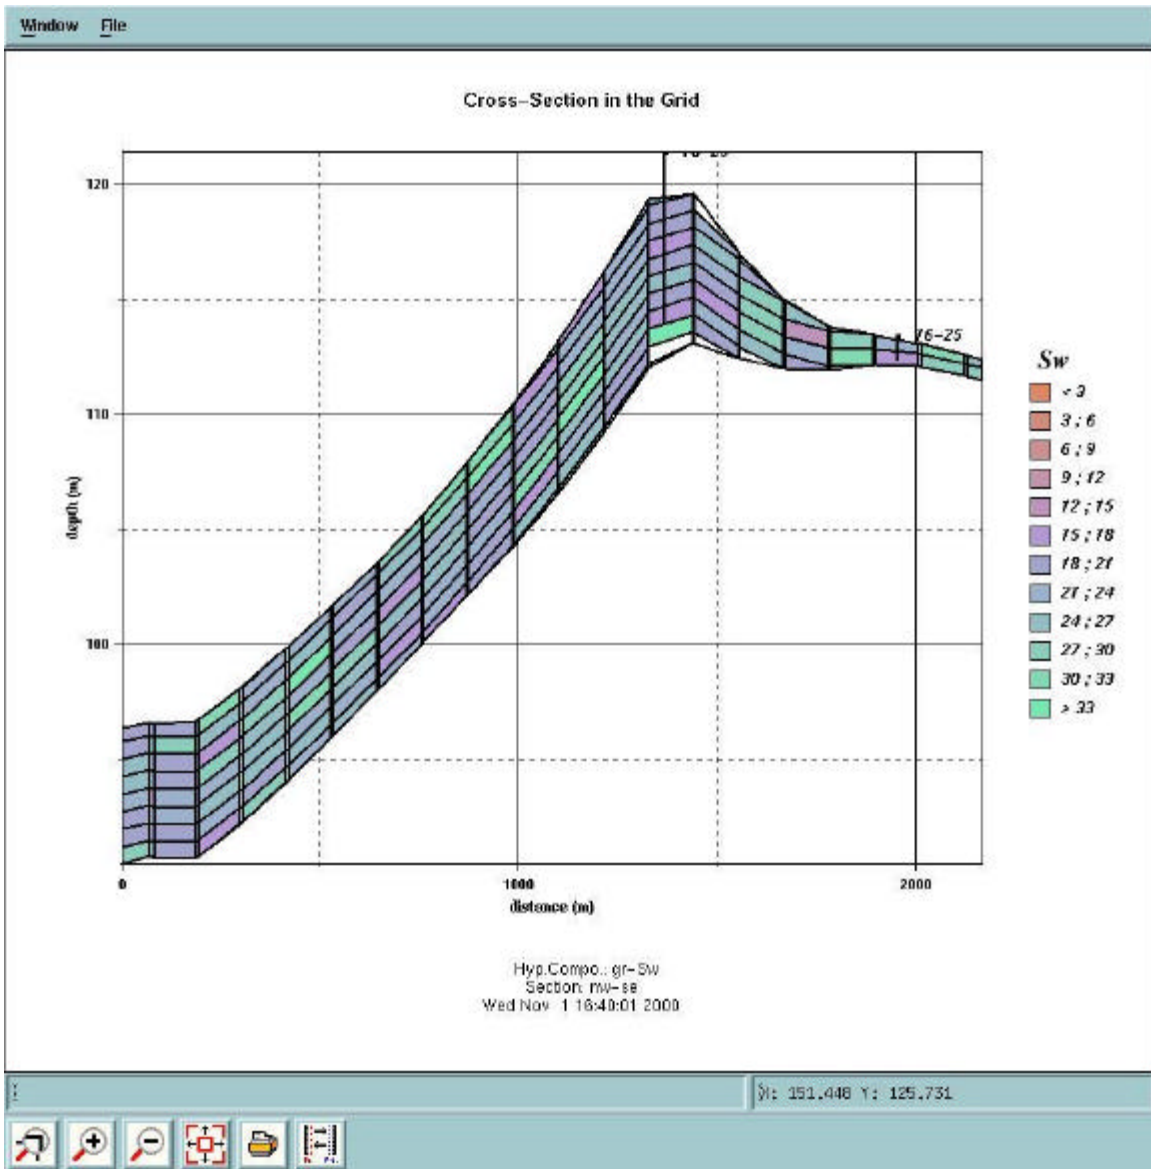 Window File
Cross-Section in the Grid
120
110
100
depth (m)
0 1000 2000
distance (m)
16-25
Sw
< 3
3 ; 6
6 ; 9
9 ; 12
12 ; 15
15 ; 18
18 ; 21
21 ; 24
24 ; 27
27 ; 30
30 ; 33
≥ 33
Hyp.Compo.: gr-Sw
Section: nw-se
Wed Nov 1 16:40:01 2000
X: 151.448 Y: 125.731